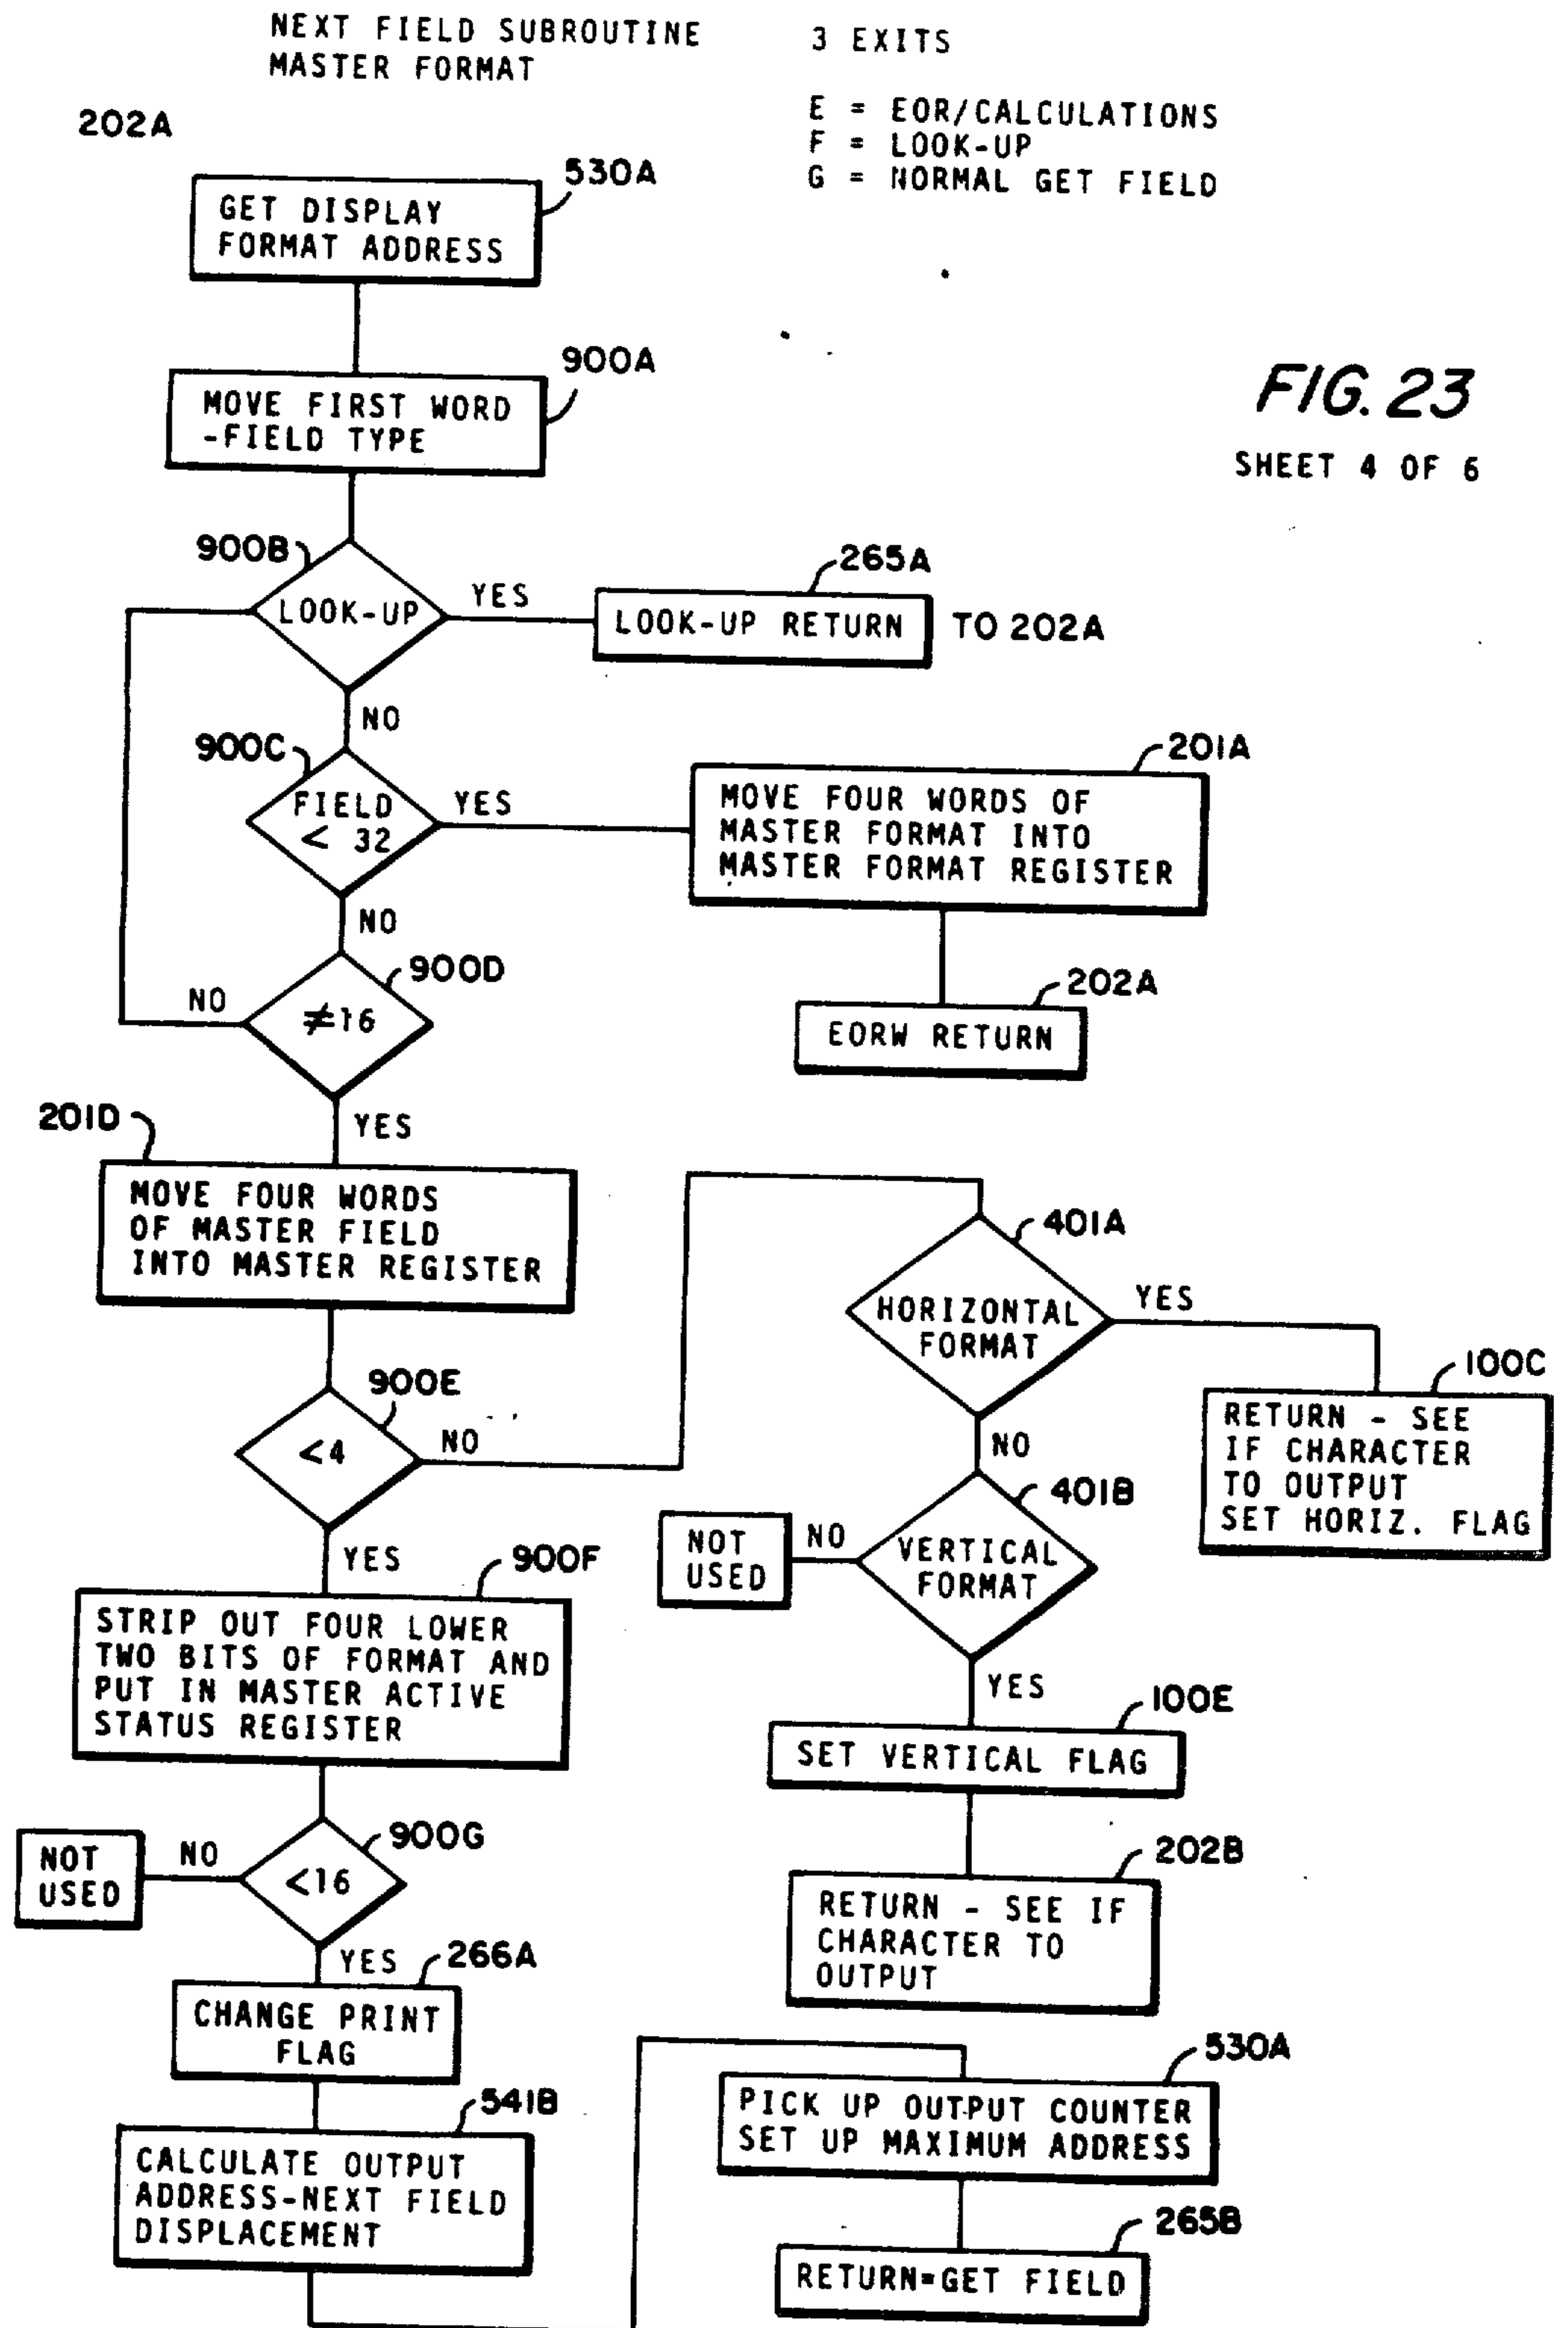 NEXT FIELD SUBROUTINE
MASTER FORMAT
3 EXITS
E = EOR/CALCULATIONS
F = LOOK-UP
G = NORMAL GET FIELD
202A
530A
GET DISPLAY
FORMAT ADDRESS
900A
MOVE FIRST WORD
-FIELD TYPE
FIG. 23
SHEET 4 OF 6
900B
LOOK-UP
YES
265A
LOOK-UP RETURN
TO 202A
NO
900C
FIELD
< 32
YES
201A
MOVE FOUR WORDS OF
MASTER FORMAT INTO
MASTER FORMAT REGISTER
NO
900D
≠16
NO
202A
EORW RETURN
YES
201D
MOVE FOUR WORDS
OF MASTER FIELD
INTO MASTER REGISTER
900E
<4
NO
401A
HORIZONTAL
FORMAT
YES
100C
RETURN - SEE
IF CHARACTER
TO OUTPUT
SET HORIZ. FLAG
NO
401B
VERTICAL
FORMAT
NO
NOT
USED
YES
900F
STRIP OUT FOUR LOWER
TWO BITS OF FORMAT AND
PUT IN MASTER ACTIVE
STATUS REGISTER
YES
100E
SET VERTICAL FLAG
900G
<16
NO
NOT
USED
202B
RETURN - SEE IF
CHARACTER TO
OUTPUT
YES
266A
CHANGE PRINT
FLAG
541B
CALCULATE OUTPUT
ADDRESS-NEXT FIELD
DISPLACEMENT
530A
PICK UP OUTPUT COUNTER
SET UP MAXIMUM ADDRESS
265B
RETURN=GET FIELD